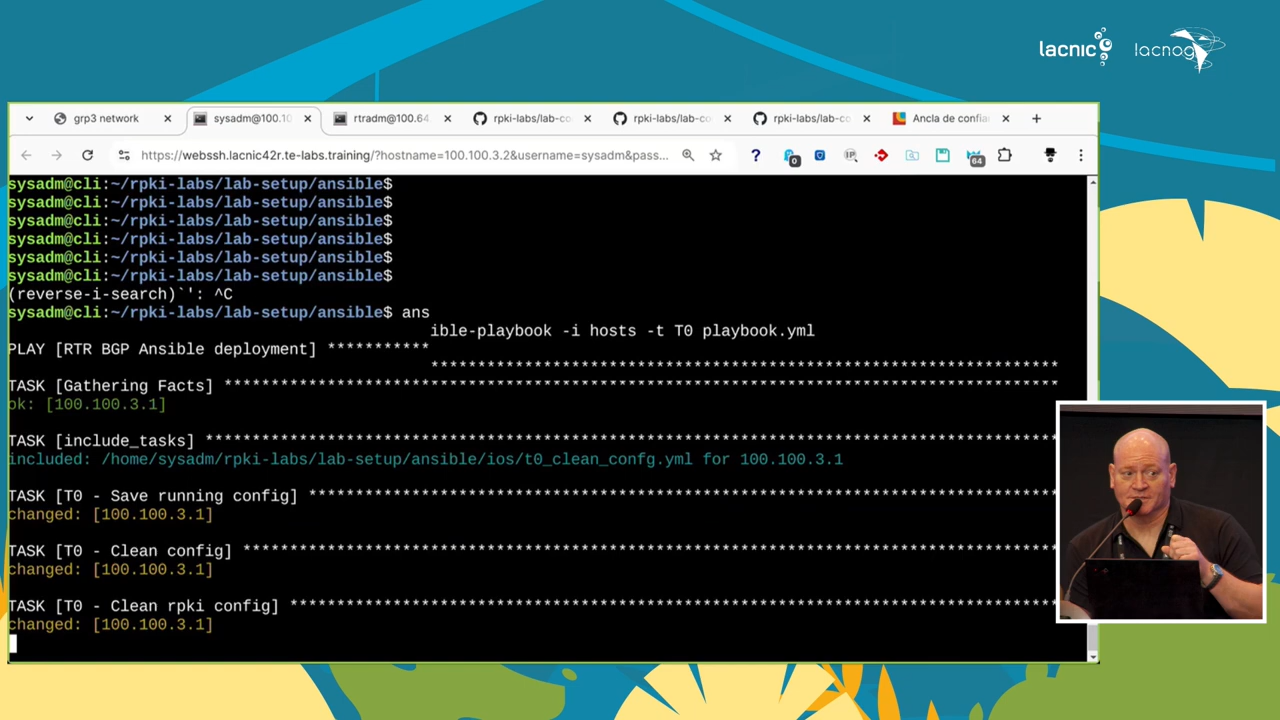 lacnic
lacnog
grp3 network
sysadm@100.10
rtradm@100.64
rpki-labs/lab-co
rpki-labs/lab-co
rpki-labs/lab-co
Ancla de confia
https://webssh.lacnic42r.te-labs.training/?hostname=100.100.3.2&username=sysadm&pass...
?
0
IP
64
sysadm@cli:~/rpki-labs/lab-setup/ansible$
sysadm@cli:~/rpki-labs/lab-setup/ansible$
sysadm@cli:~/rpki-labs/lab-setup/ansible$
sysadm@cli:~/rpki-labs/lab-setup/ansible$
sysadm@cli:~/rpki-labs/lab-setup/ansible$
sysadm@cli:~/rpki-labs/lab-setup/ansible$
(reverse-i-search)`': ^C
sysadm@cli:~/rpki-labs/lab-setup/ansible$ ans
ible-playbook -i hosts -t T0 playbook.yml
PLAY [RTR BGP Ansible deployment] ***********
*******************************************************************
TASK [Gathering Facts] *****************************************************************************************
ok: [100.100.3.1]
TASK [include_tasks] *******************************************************************************************
included: /home/sysadm/rpki-labs/lab-setup/ansible/ios/t0_clean_confg.yml for 100.100.3.1
TASK [T0 - Save running config] ********************************************************************************
changed: [100.100.3.1]
TASK [T0 - Clean config] ***************************************************************************************
changed: [100.100.3.1]
TASK [T0 - Clean rpki config] **********************************************************************************
changed: [100.100.3.1]